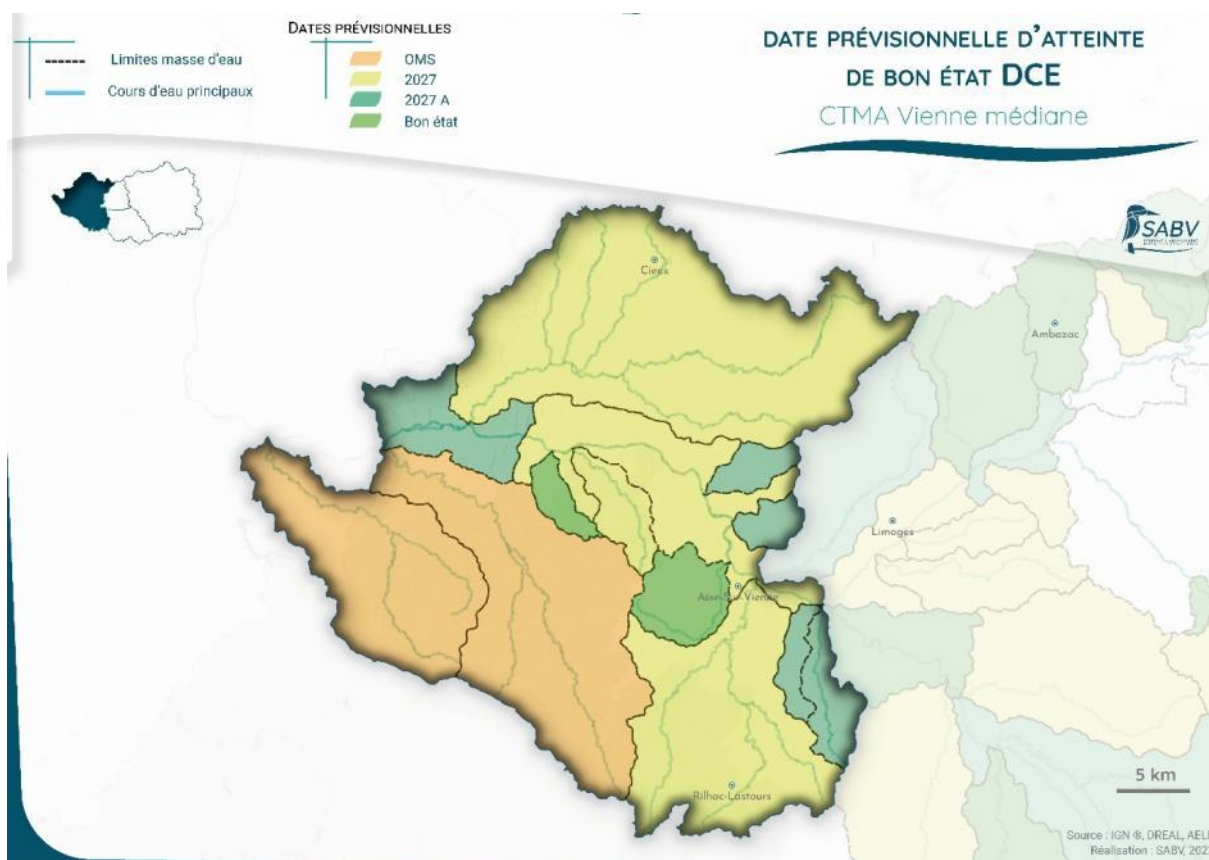 DATES PRÉVISIONNELLES
Limites masse d'eau
Cours d'eau principaux
OMS
2027
2027 A
Bon état
DATE PRÉVISIONNELLE D'ATTEINTE
DE BON ÉTAT DCE
CTMA Vienne médiane
SABV
Cieux
Ambazac
Limoges
Aixe-Sur-Vienne
Rilhac-Lastours
5 km
Source : IGN ®, DREAL, AEL
Réalisation : SABV, 202